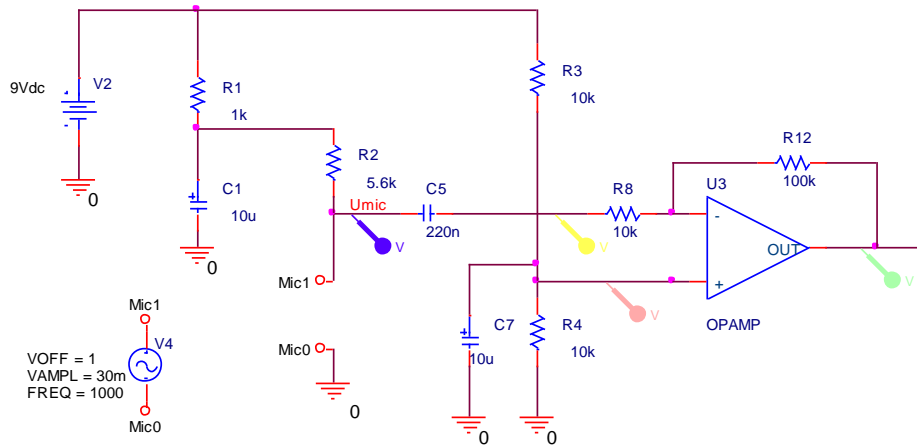 9Vdc
V2
R1
1k
C1
10u
0
0
R2
5.6k
Umic
C5
220n
V
Mic1
Mic0
0
Mic1
V4
VOFF = 1
VAMPL = 30m
FREQ = 1000
Mic0
R3
10k
V
R8
10k
R12
100k
U3
-
+
OUT
OPAMP
V
V
C7
10u
R4
10k
0
0